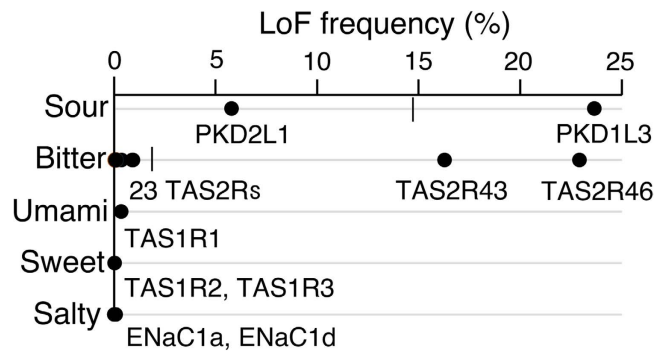 LoF frequency (%)
0 5 10 15 20 25
Sour
PKD2L1 PKD1L3
Bitter
23 TAS2Rs TAS2R43 TAS2R46
Umami
TAS1R1
Sweet
TAS1R2, TAS1R3
Salty
ENaC1a, ENaC1d